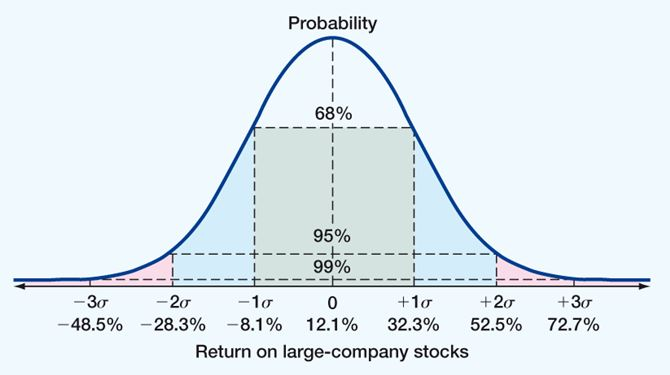 Probability
68%
95%
99%
−3σ −2σ −1σ 0 +1σ +2σ +3σ
−48.5% −28.3% −8.1% 12.1% 32.3% 52.5% 72.7%
Return on large-company stocks